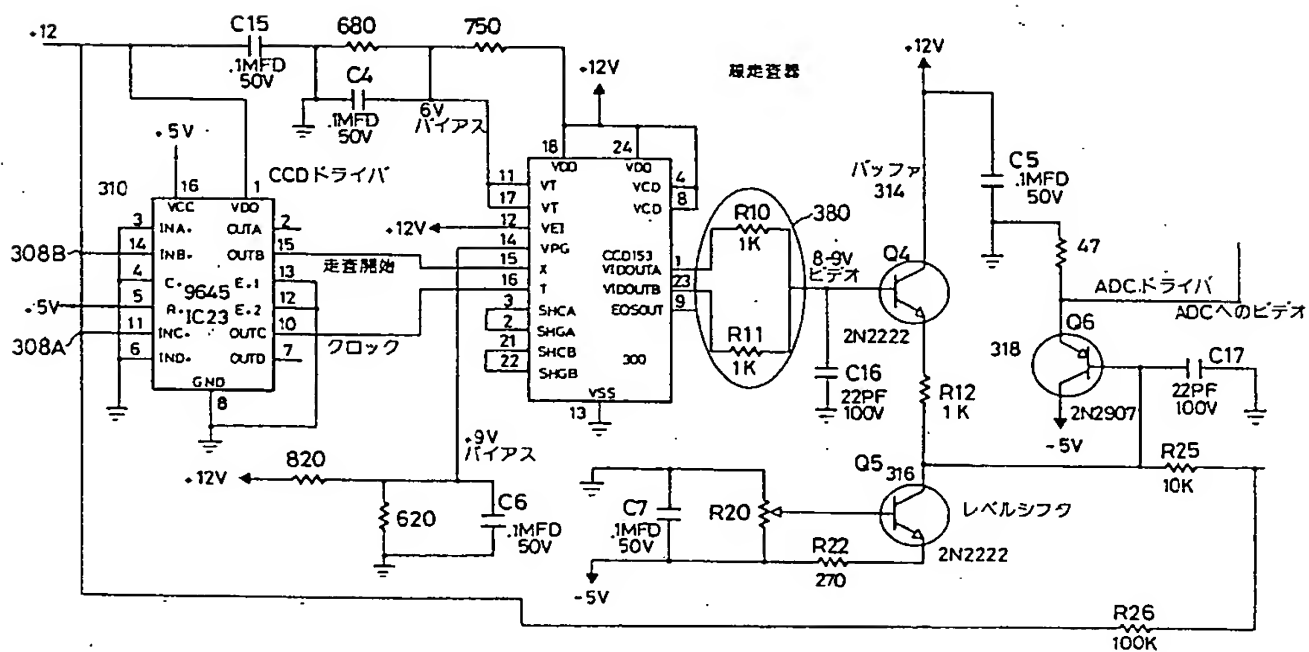 +12
C15
.1MFD
50V
680
750
C4
.1MFD
50V
6V
バイアス
+12V
線走査器
+12V
+5V
CCDドライバ
310
16
1
VCC
VDD
3
INA+
OUTA
2
308B
14
INB+
OUTB
15
走査開始
4
C+
E.1
13
9645
+5V
5
R+
E.2
12
IC23
308A
11
INC+
OUTC
10
クロック
6
IND+
OUTD
7
GND
8
18
24
VDD
VDD
11
VT
VCD
4
17
VT
VCD
8
+12V
12
VEI
14
VPG
CCD153
15
X
VIDOUTA
1
16
T
VIDOUTB
23
3
SHCA
EOSOUT
9
2
SHGA
21
SHCB
22
SHGB
300
VSS
13
R10
1K
R11
1K
380
8-9V
ビデオ
バッファ
314
Q4
2N2222
C16
22PF
100V
R12
1K
C5
.1MFD
50V
47
ADCドライバ
ADCへのビデオ
Q6
318
2N2907
-5V
C17
22PF
100V
R25
10K
Q5
316
レベルシフタ
2N2222
+9V
バイアス
+12V
820
620
C6
.1MFD
50V
C7
.1MFD
50V
R20
R22
270
-5V
R26
100K